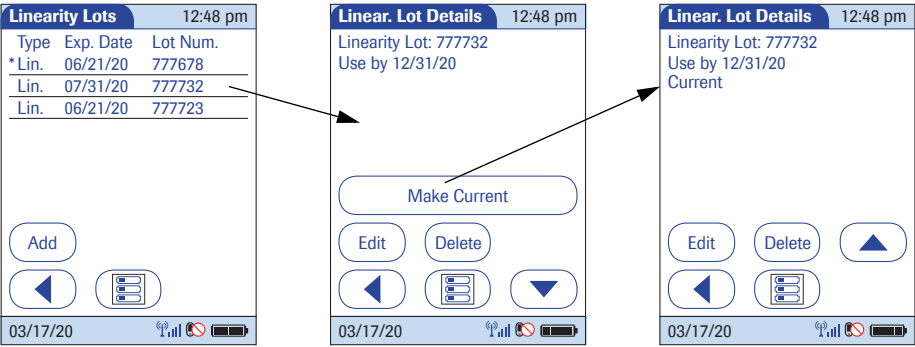 Linearity Lots 12:48 pm
Type Exp. Date Lot Num.
*Lin. 06/21/20 777678
Lin. 07/31/20 777732
Lin. 06/21/20 777723
Add
03/17/20
Linear. Lot Details 12:48 pm
Linearity Lot: 777732
Use by 12/31/20
Make Current
Edit Delete
03/17/20
Linear. Lot Details 12:48 pm
Linearity Lot: 777732
Use by 12/31/20
Current
Edit Delete
03/17/20